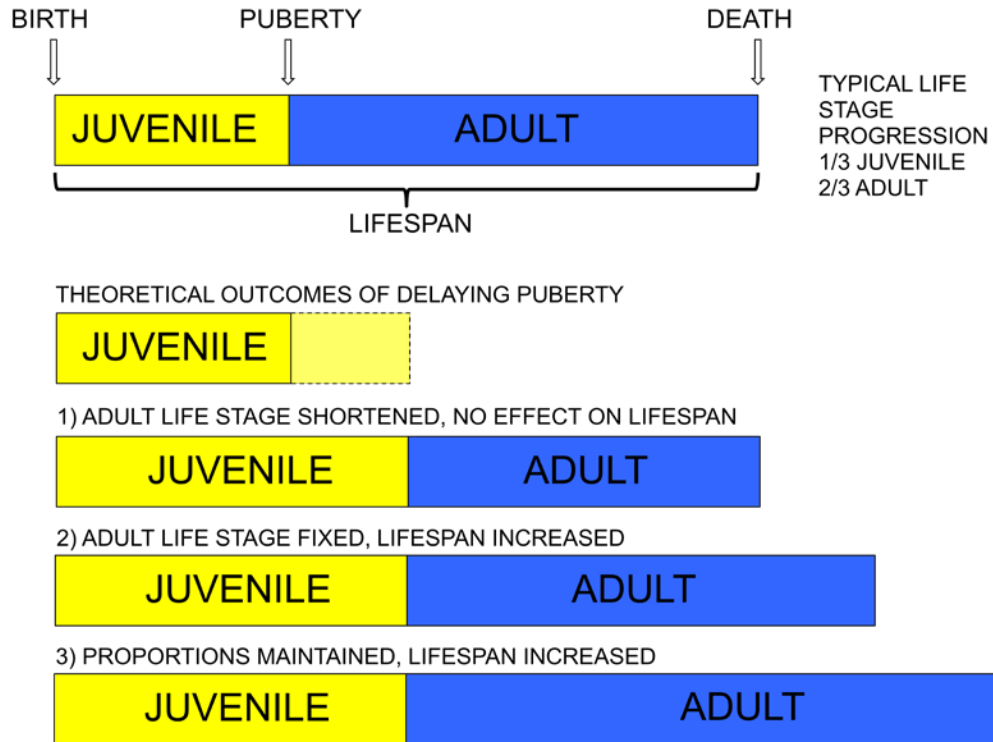 BIRTH PUBERTY DEATH
JUVENILE ADULT
TYPICAL LIFE
STAGE
PROGRESSION
1/3 JUVENILE
2/3 ADULT
LIFESPAN
THEORETICAL OUTCOMES OF DELAYING PUBERTY
JUVENILE
1) ADULT LIFE STAGE SHORTENED, NO EFFECT ON LIFESPAN
JUVENILE ADULT
2) ADULT LIFE STAGE FIXED, LIFESPAN INCREASED
JUVENILE ADULT
3) PROPORTIONS MAINTAINED, LIFESPAN INCREASED
JUVENILE ADULT